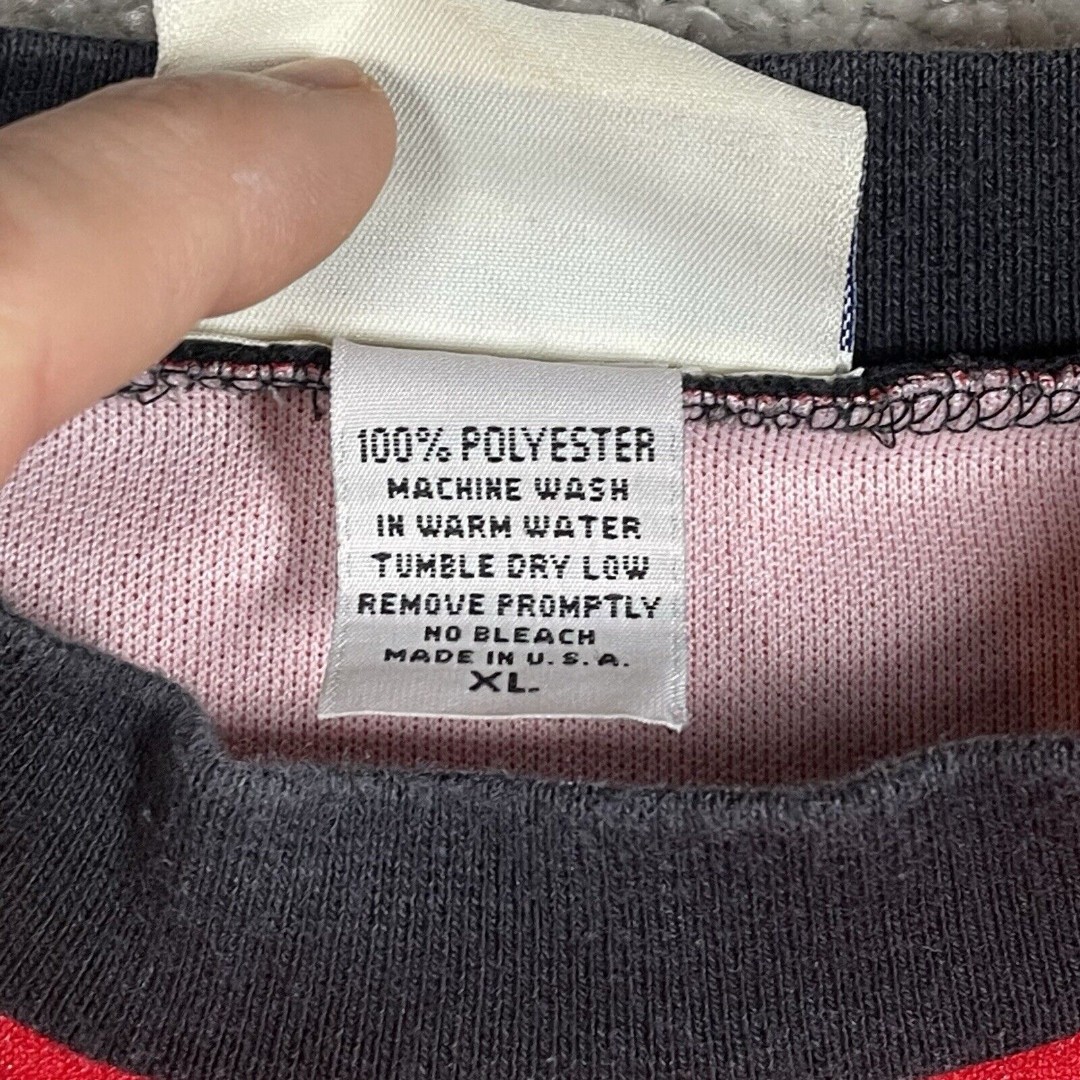 100% POLYESTER
MACHINE WASH
IN WARM WATER
TUMBLE DRY LOW
REMOVE PROMPTLY
NO BLEACH
MADE IN U.S.A.
XL.